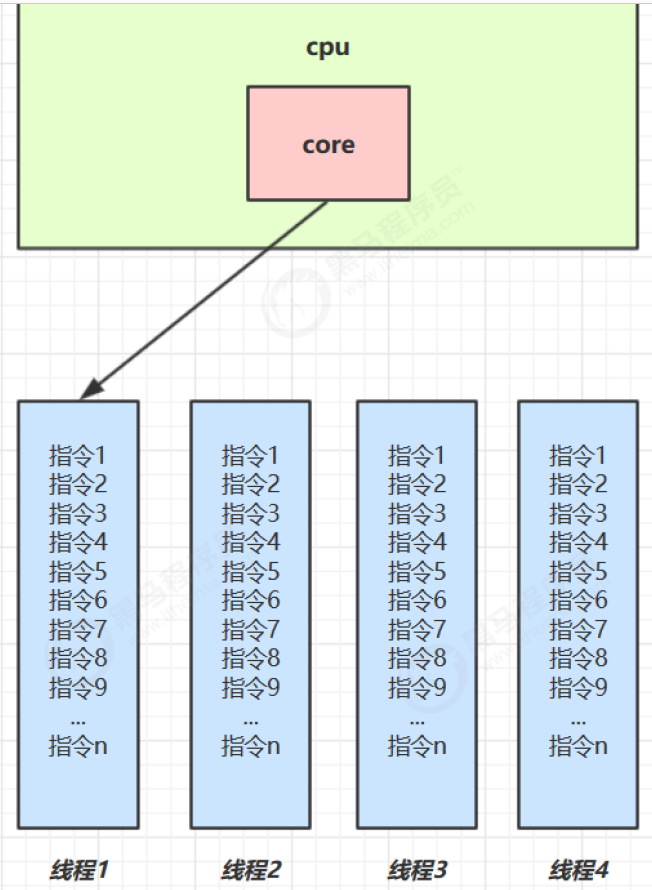 cpu
core
黑马程序员
www.itheima.com
指令1 指令1 指令1 指令1
指令2 指令2 指令2 指令2
指令3 指令3 指令3 指令3
指令4 指令4 指令4 指令4
指令5 指令5 指令5 指令5
指令6 指令6 指令6 指令6
指令7 指令7 指令7 指令7
指令8 指令8 指令8 指令8
指令9 指令9 指令9 指令9
... ... ... ...
指令n 指令n 指令n 指令n
线程1 线程2 线程3 线程4